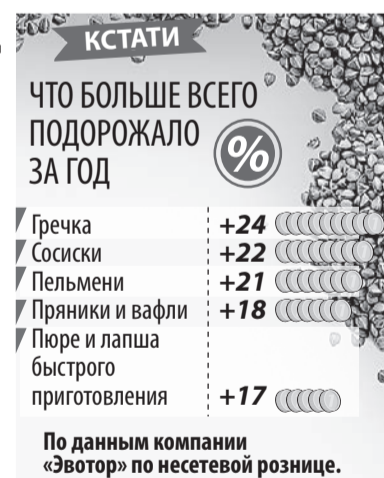 КСТАТИ
ЧТО БОЛЬШЕ ВСЕГО
ПОДОРОЖАЛО
ЗА ГОД
%
Гречка +24
Сосиски +22
Пельмени +21
Пряники и вафли +18
Пюре и лапша
быстрого
приготовления +17
По данным компании
«Эвотор» по несетевой рознице.